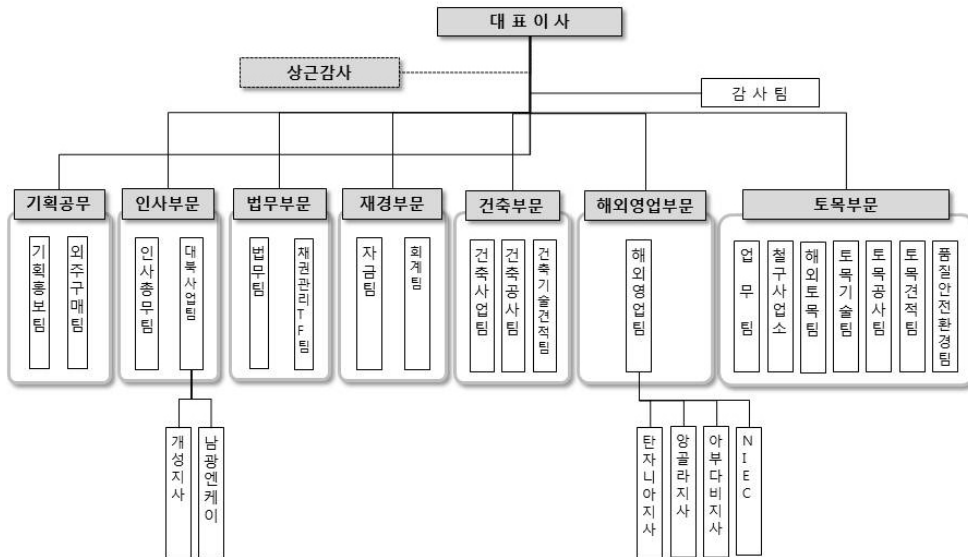 대 표 이 사
상근감사
감 사 팀
기획공무
인사부문
법무부문
재경부문
건축부문
해외영업부문
토목부문
기획홍보팀
외주구매팀
인사총무팀
대북사업팀
법무팀
채권관리TF팀
자금팀
회계팀
건축사업팀
건축공사팀
건축기술견적팀
해외영업팀
업 무 팀
철구사업소
해외토목팀
토목기술팀
토목공사팀
토목견적팀
품질안전환경팀
개성지사
남광엔케이
탄자니아지사
앙골라지사
아부다비지사
NIEC